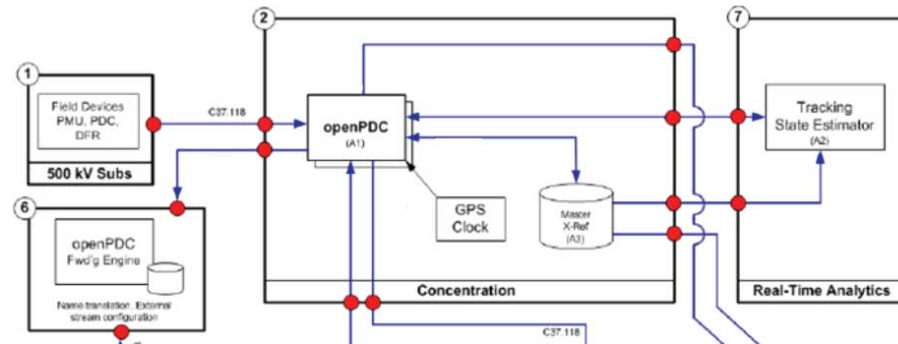 2
7
1
Field Devices
PMU, PDC,
DFR
C37.118
500 kV Subs
openPDC
(A1)
Tracking
State Estimator
(A2)
6
openPDC
Fwd'g Engine
GPS
Clock
Master
X-Ref
(A3)
Name translation, External
stream configuration
Concentration
Real-Time Analytics
C37.118